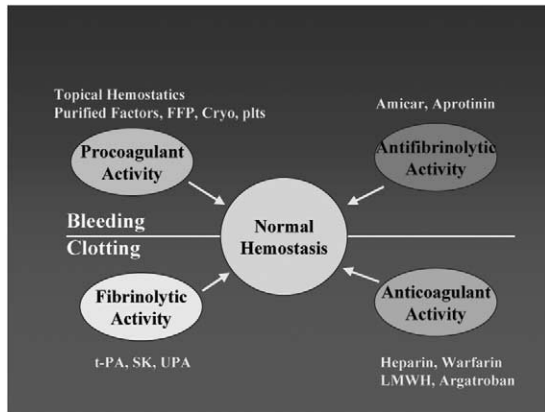 Topical Hemostatics
Purified Factors, FFP, Cryo, plts
Amicar, Aprotinin
Procoagulant
Activity
Antifibrinolytic
Activity
Bleeding
Clotting
Normal
Hemostasis
Fibrinolytic
Activity
Anticoagulant
Activity
t-PA, SK, UPA
Heparin, Warfarin
LMWH, Argatroban